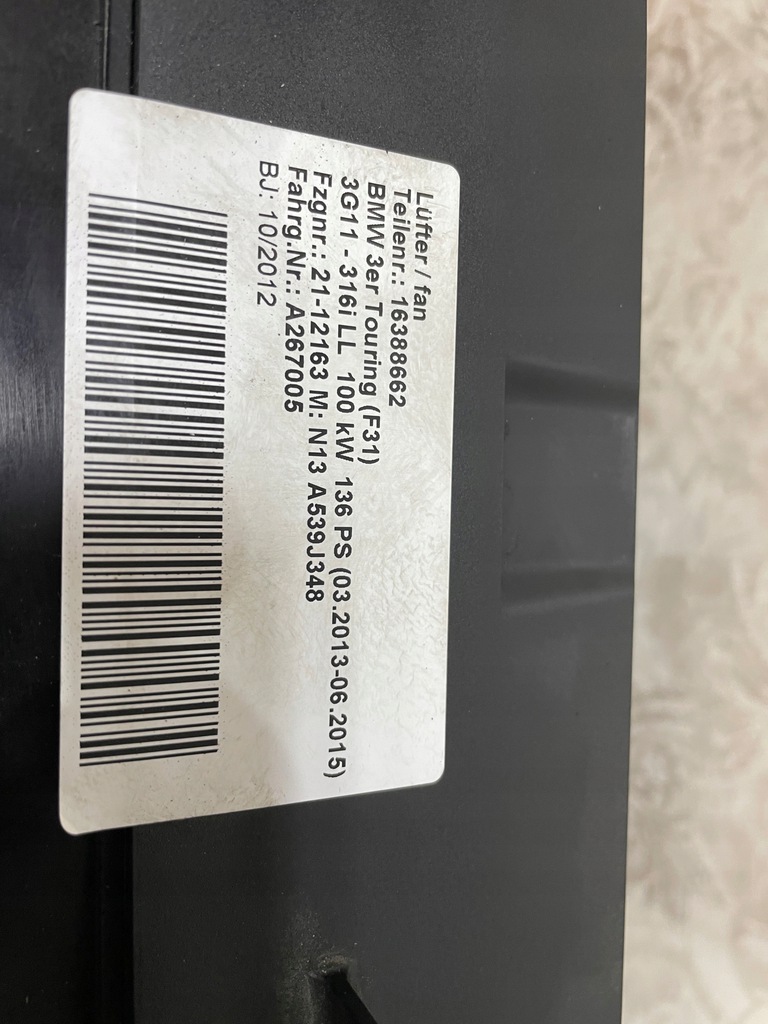 Lüfter / fan
Teilenr.: 16388662
BMW 3er Touring (F31)
3G11 - 316i LL 100 kW 136 PS (03.2013-06.2015)
Fzgnr.: 21-12163 M: N13 A539J348
Fahrg.Nr.: A267005
BJ: 10/2012